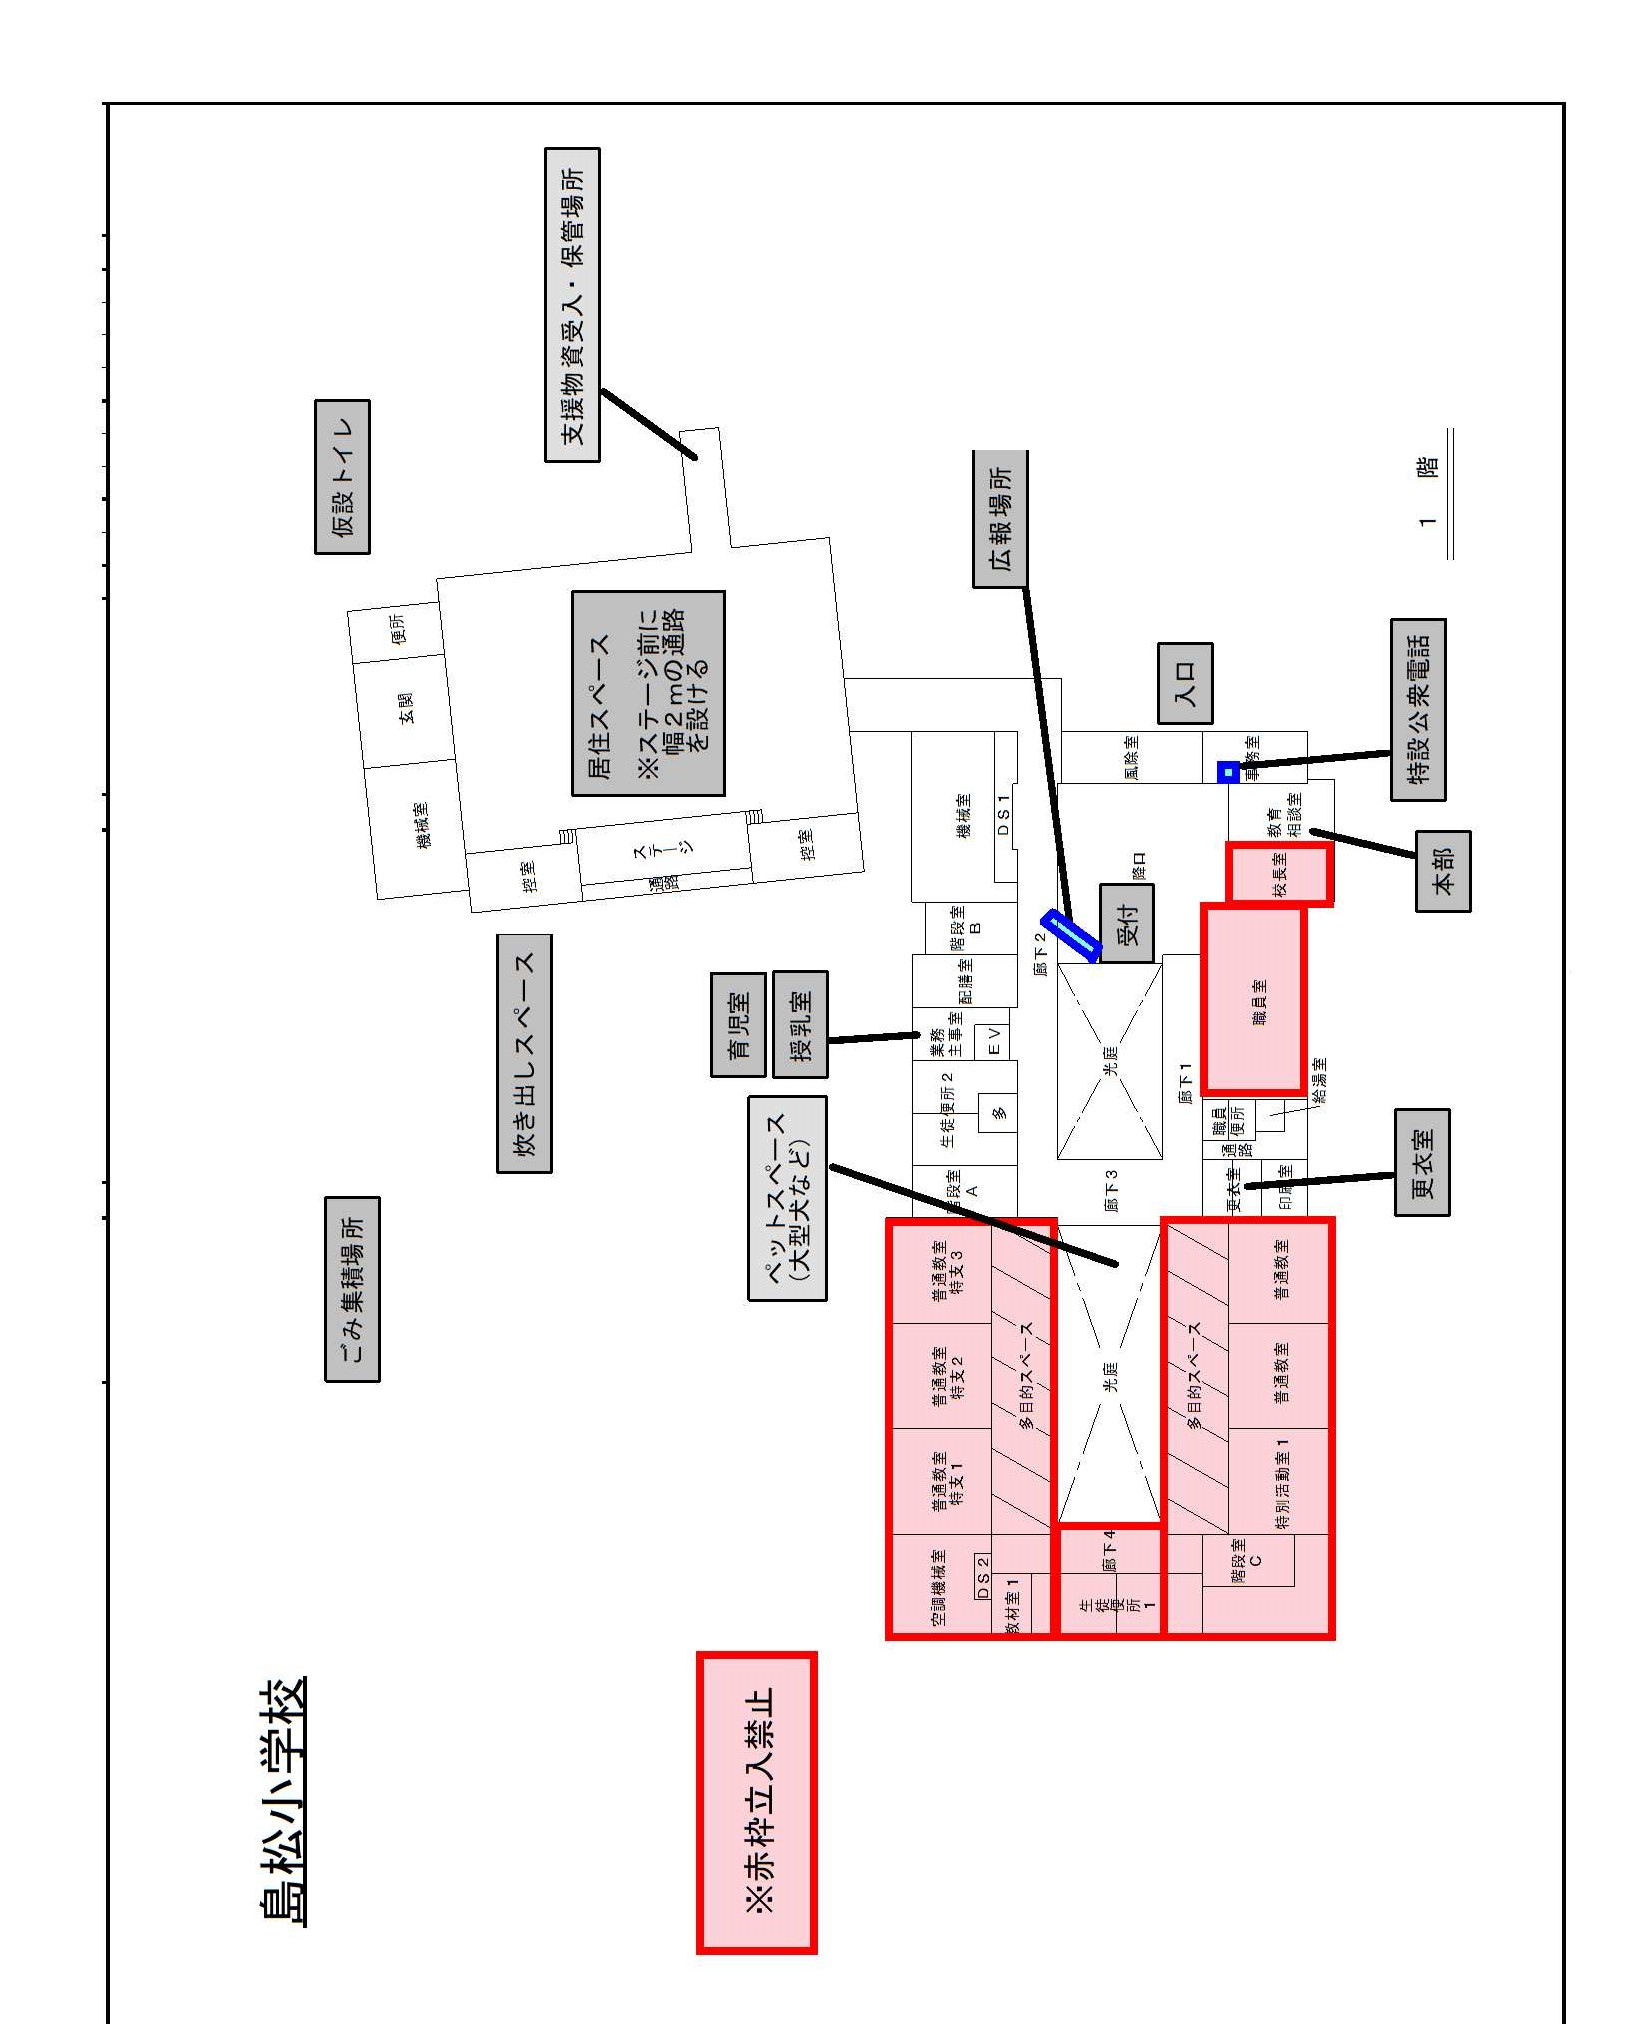 島松小学校
※赤枠立入禁止
ごみ集積場所
仮設トイレ
炊き出しスペース
支援物資受入・保管場所
便所
玄関
機械室
控室
ステージ
通路
控室
居住スペース
※ステージ前に
幅２ｍの通路
を設ける
育児室
授乳室
ペットスペース
（大型犬など）
広報場所
入口
特設公衆電話
本部
受付
更衣室
１　階
空調機械室
ＤＳ２
教材室１
普通教室
特支１
普通教室
特支２
普通教室
特支３
多目的スペース
階段室
Ａ
生徒便所２
多
業務
主事室
ＥＶ
配膳室
階段室
Ｂ
機械室
ＤＳ１
廊下２
廊下４
生徒便所１
光庭
廊下３
光庭
降口
風除室
廊下１
多目的スペース
階段室
Ｃ
特別活動室１
普通教室
普通教室
更衣室
印刷室
通路
職員
便所
給湯室
職員室
校長室
教育
相談室
事務室